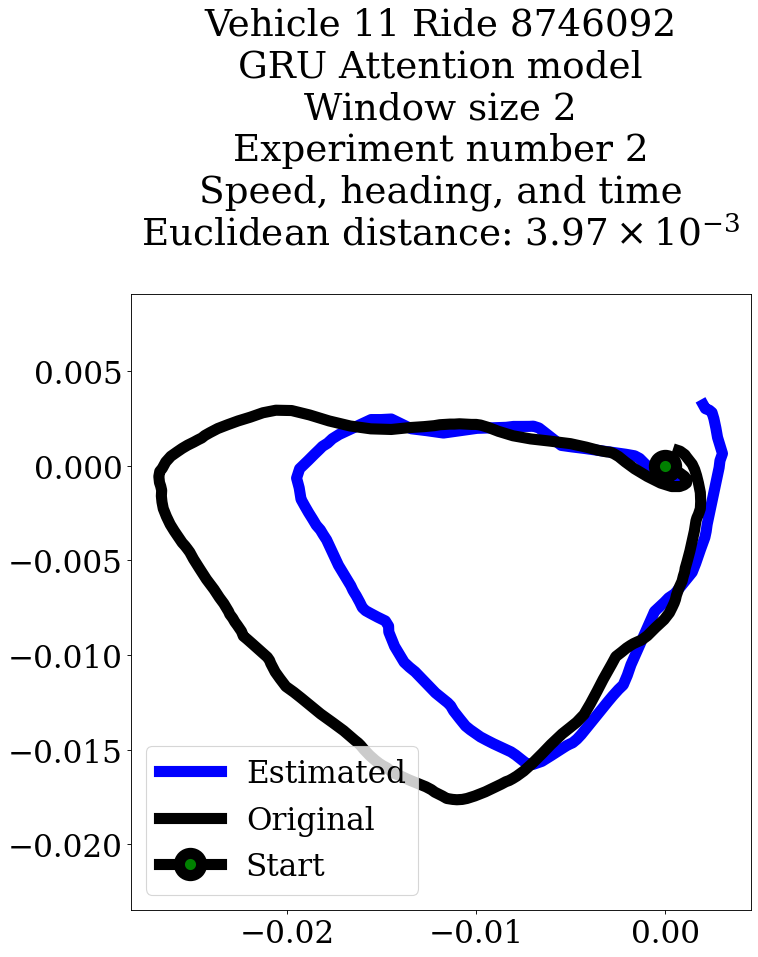 Vehicle 11 Ride 8746092
GRU Attention model
Window size 2
Experiment number 2
Speed, heading, and time
Euclidean distance: 3.97 × 10⁻³
0.005
0.000
−0.005
−0.010
−0.015
−0.020
Estimated
Original
Start
−0.02
−0.01
0.00